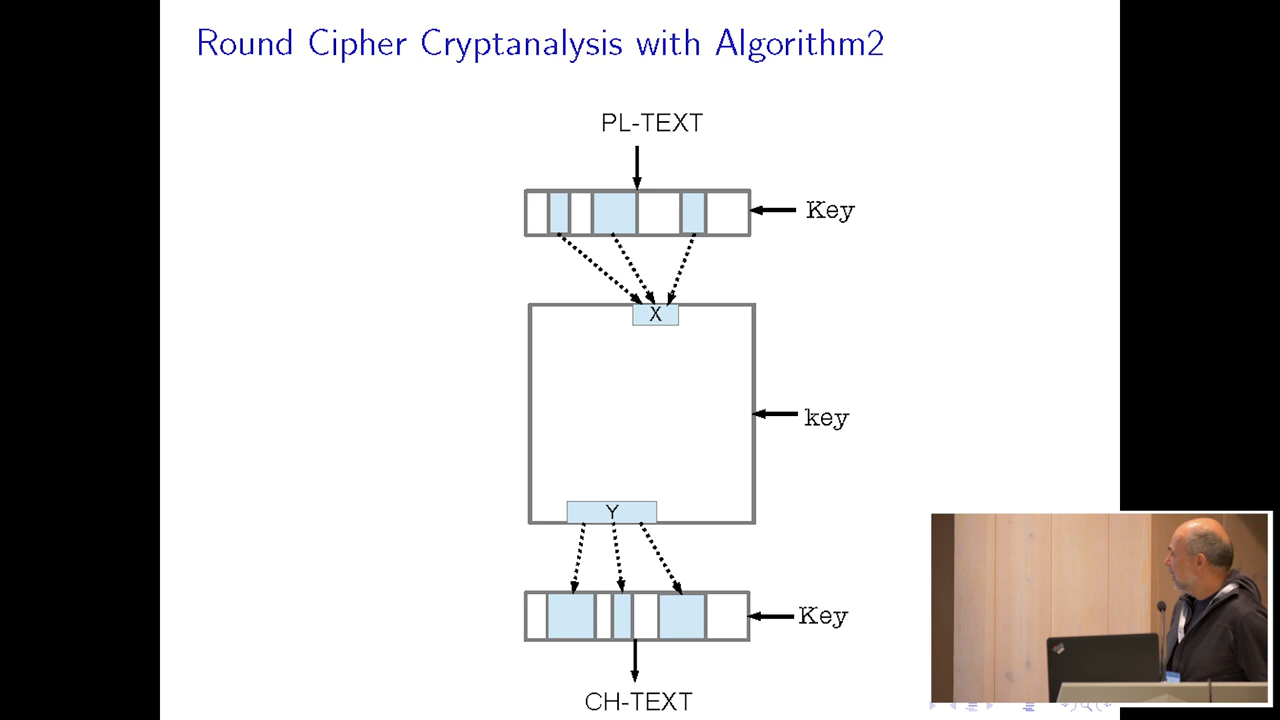 Round Cipher Cryptanalysis with Algorithm2
PL-TEXT
Key
X
key
Y
Key
CH-TEXT